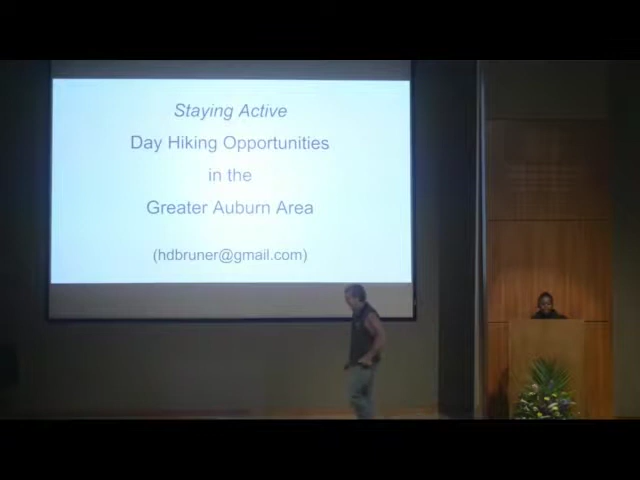 Staying Active
Day Hiking Opportunities
in the
Greater Auburn Area
(hdbruner@gmail.com)